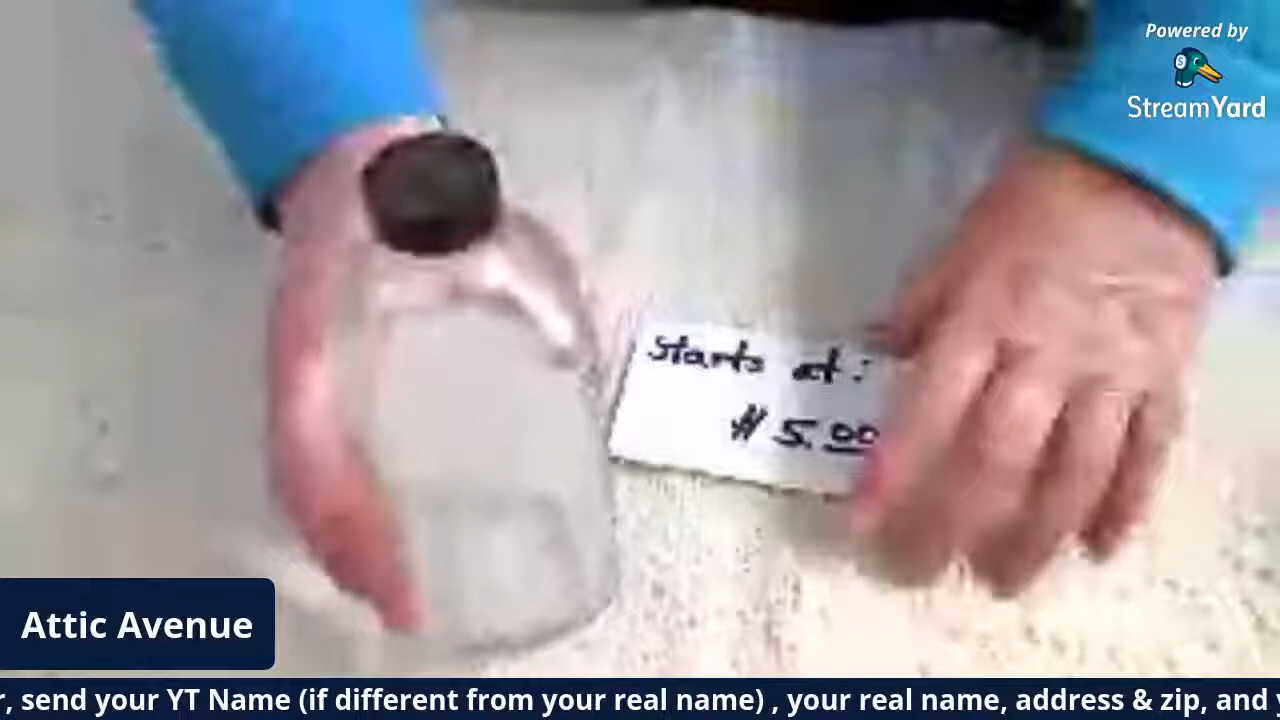 Powered by
StreamYard
Starts at:
$ 5.00
Attic Avenue
r, send your YT Name (if different from your real name) , your real name, address & zip, and y